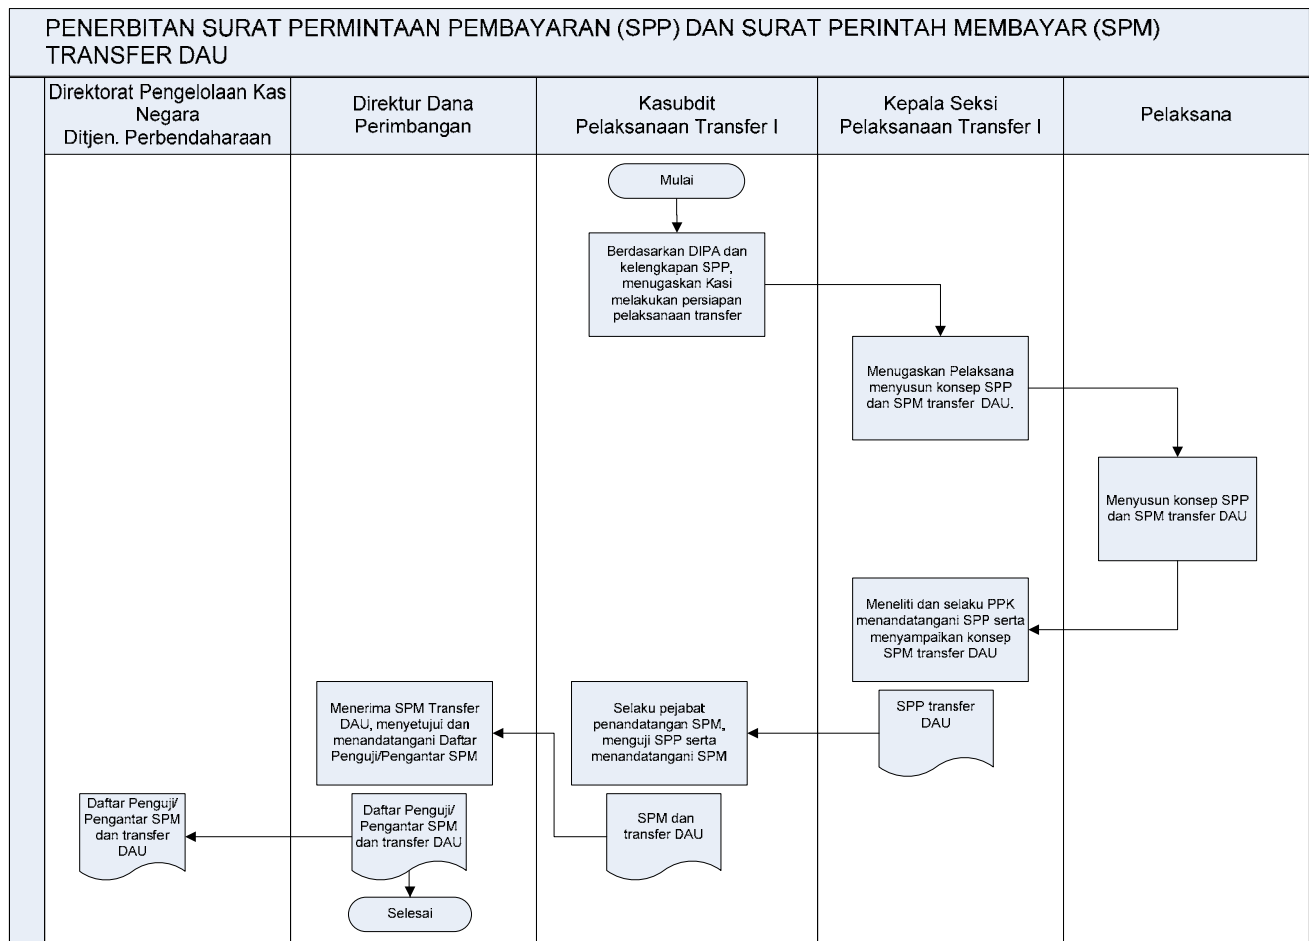 PENERBITAN SURAT PERMINTAAN PEMBAYARAN (SPP) DAN SURAT PERINTAH MEMBAYAR (SPM)
TRANSFER DAU
Direktorat Pengelolaan Kas
Negara
Ditjen. Perbendaharaan
Direktur Dana
Perimbangan
Kasubdit
Pelaksanaan Transfer I
Kepala Seksi
Pelaksanaan Transfer I
Pelaksana
Mulai
Berdasarkan DIPA dan
kelengkapan SPP,
menugaskan Kasi
melakukan persiapan
pelaksanaan transfer
Menugaskan Pelaksana
menyusun konsep SPP
dan SPM transfer DAU.
Menyusun konsep SPP
dan SPM transfer DAU
Meneliti dan selaku PPK
menandatangani SPP serta
menyampaikan konsep
SPM transfer DAU
SPP transfer
DAU
Selaku pejabat
penandatangan SPM,
menguji SPP serta
menandatangani SPM
Menerima SPM Transfer
DAU, menyetujui dan
menandatangani Daftar
Penguji/Pengantar SPM
SPM dan
transfer DAU
Daftar Penguji/
Pengantar SPM
dan transfer DAU
Daftar Penguji/
Pengantar SPM
dan transfer
DAU
Selesai